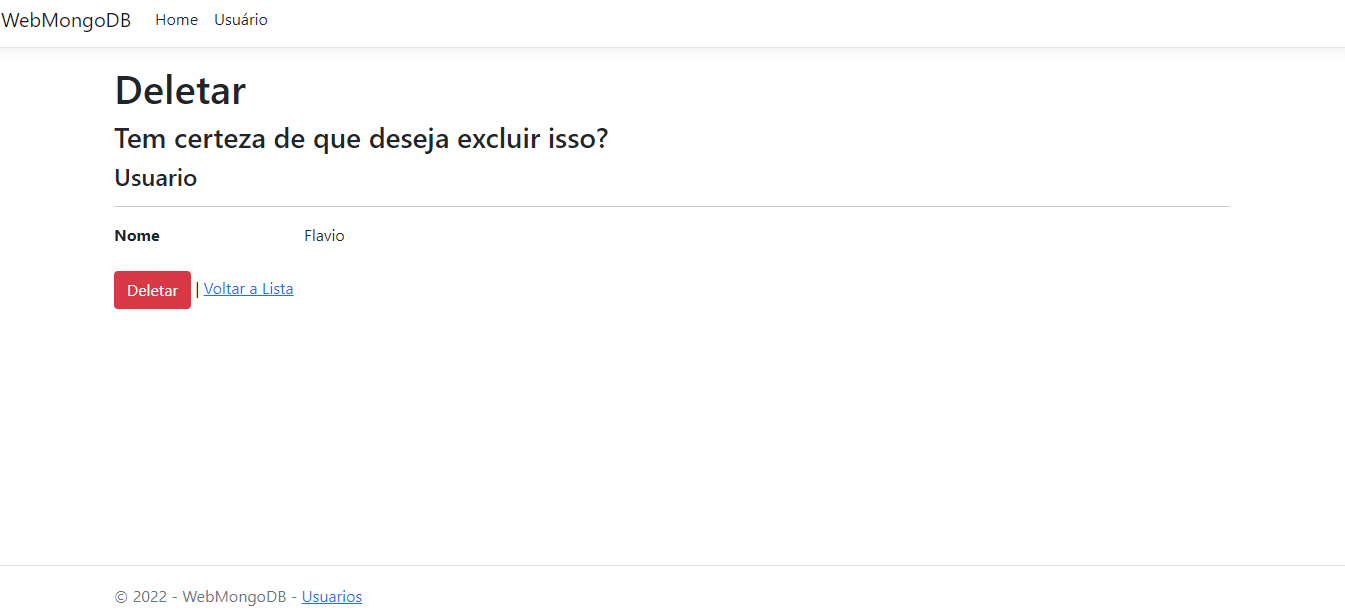 WebMongoDB Home Usuário
Deletar
Tem certeza de que deseja excluir isso?
Usuario
Nome Flavio
Deletar | Voltar a Lista
© 2022 - WebMongoDB - Usuarios